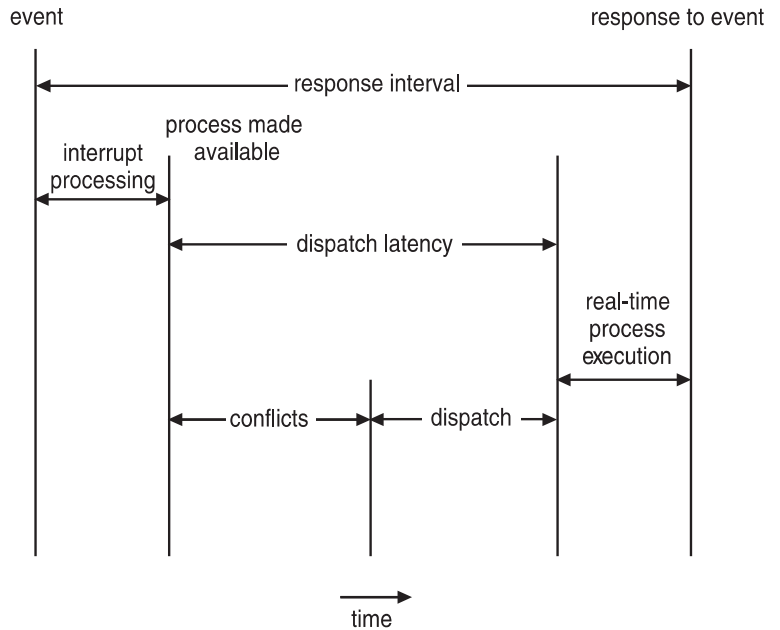 event
response to event
response interval
process made
available
interrupt
processing
dispatch latency
real-time
process
execution
conflicts
dispatch
time